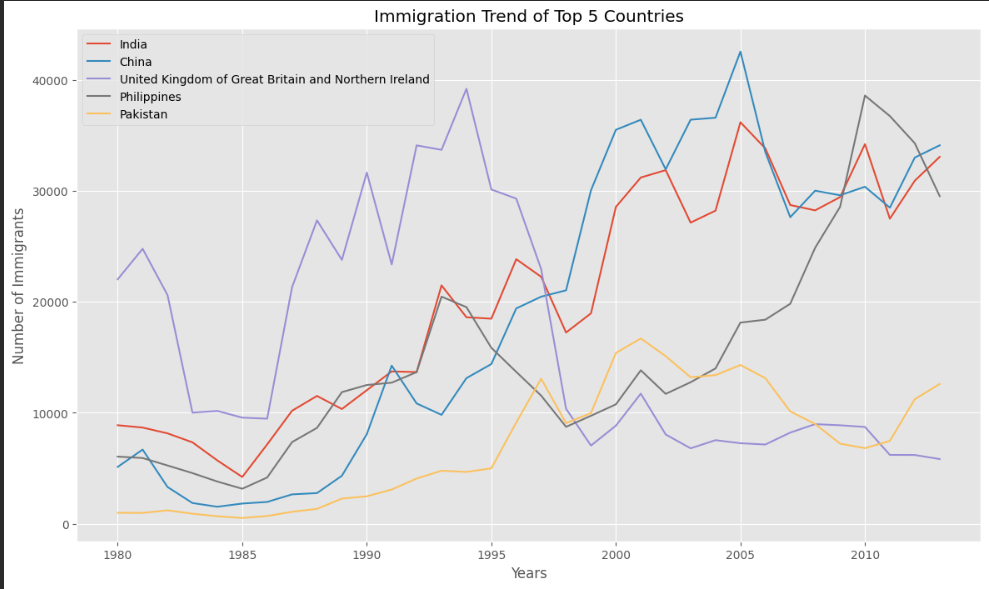 Immigration Trend of Top 5 Countries
India
China
United Kingdom of Great Britain and Northern Ireland
Philippines
Pakistan
Number of Immigrants
40000
30000
20000
10000
0
1980 1985 1990 1995 2000 2005 2010
Years